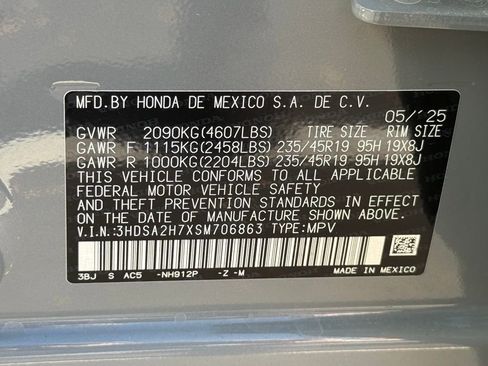 MFD.BY HONDA DE MEXICO S.A. DE C.V.
05/'25
GVWR 2090KG(4607LBS) TIRE SIZE RIM SIZE
GAWR F 1115KG(2458LBS) 235/45R19 95H 19X8J
GAWR R 1000KG(2204LBS) 235/45R19 95H 19X8J
THIS VEHICLE CONFORMS TO ALL APPLICABLE
FEDERAL MOTOR VEHICLE SAFETY
AND THEFT PREVENTION STANDARDS
IN EFFECT ON THE
DATE OF MANUFACTURE SHOWN ABOVE.
V.I.N.:3HDSA2H7XSM706863 TYPE:MPV
3BJ S AC5 -NH912P -Z -M
MADE IN MEXICO